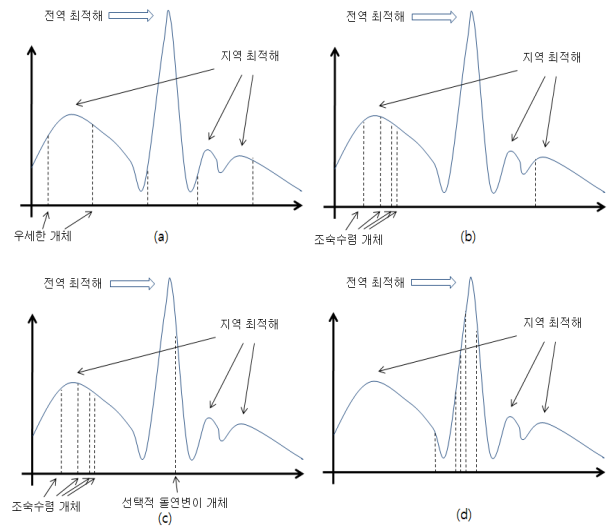 전역 최적해
지역 최적해
우세한 개체
(a)
전역 최적해
지역 최적해
조숙수렴 개체
(b)
전역 최적해
지역 최적해
조숙수렴 개체
선택적 돌연변이 개체
(c)
전역 최적해
지역 최적해
(d)